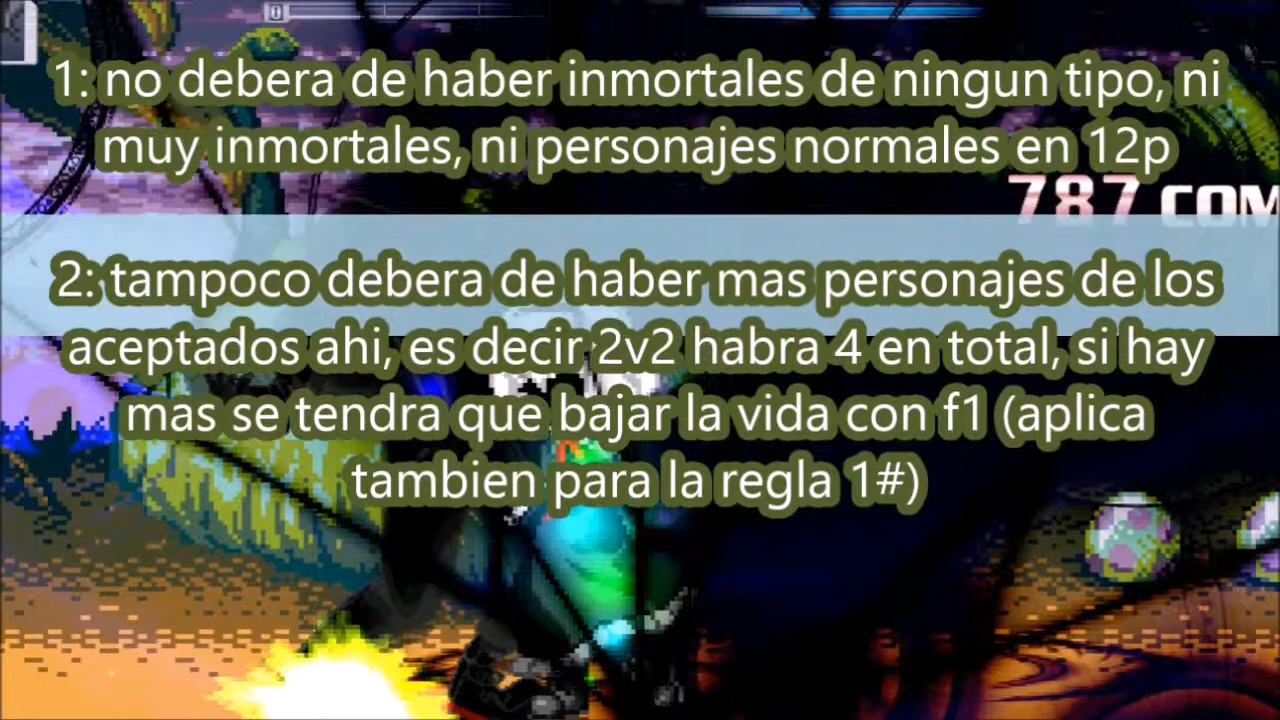 0
1: no debera de haber inmortales de ningun tipo, ni
muy inmortales, ni personajes normales en 12p
787.COM
2: tampoco debera de haber mas personajes de los
aceptados ahi, es decir 2v2 habra 4 en total, si hay
mas se tendra que bajar la vida con f1 (aplica
tambien para la regla 1#)